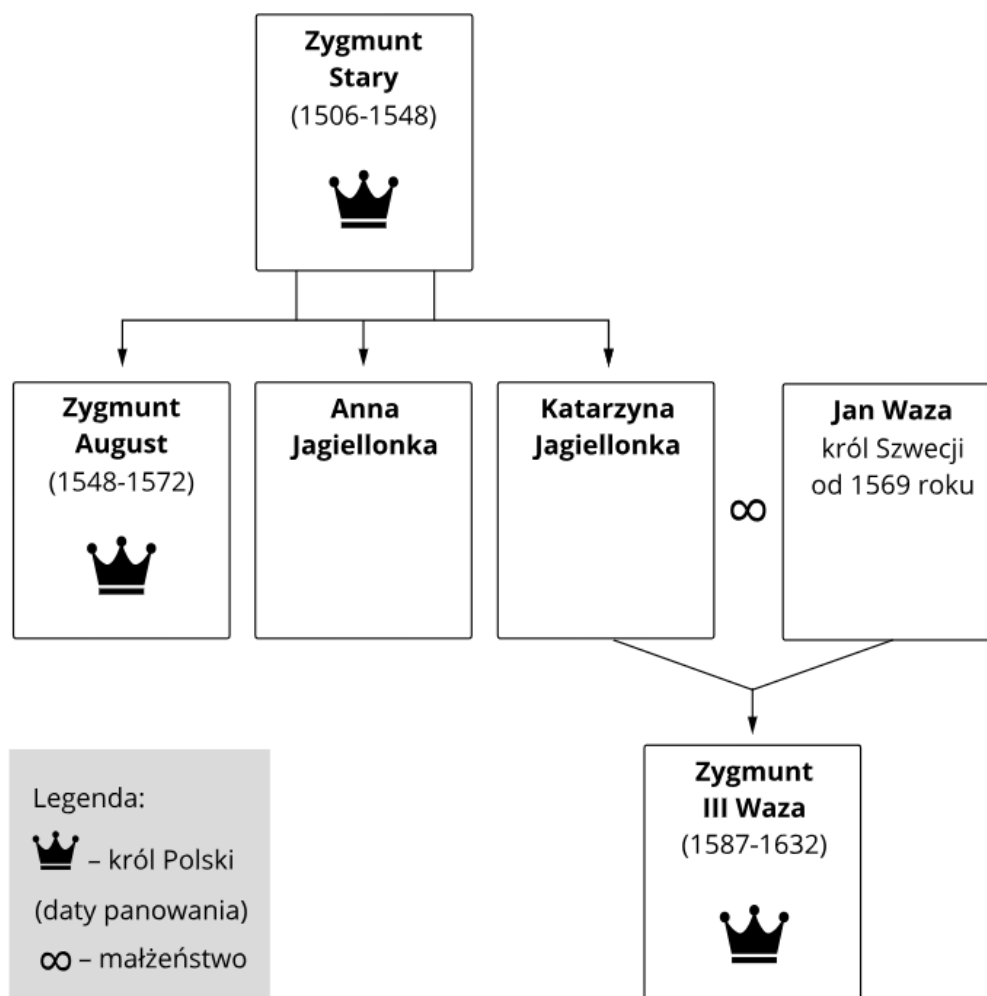 Zygmunt
Stary
(1506-1548)
Zygmunt
August
(1548-1572)
Anna
Jagiellonka
Katarzyna
Jagiellonka
∞
Jan Waza
król Szwecji
od 1569 roku
Zygmunt
III Waza
(1587-1632)
Legenda:
– król Polski
(daty panowania)
∞ – małżeństwo